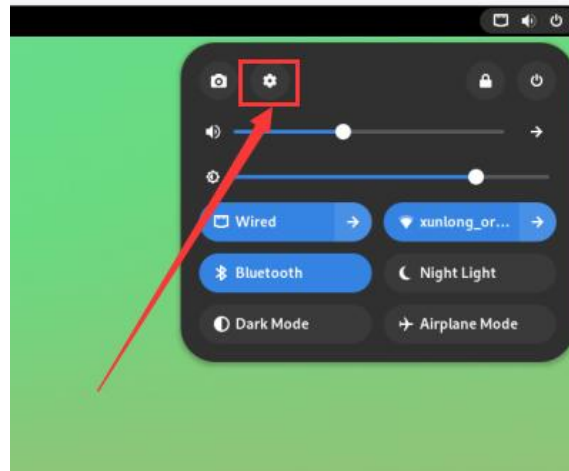 Wired
xunlong_or...
Bluetooth
Night Light
Dark Mode
Airplane Mode